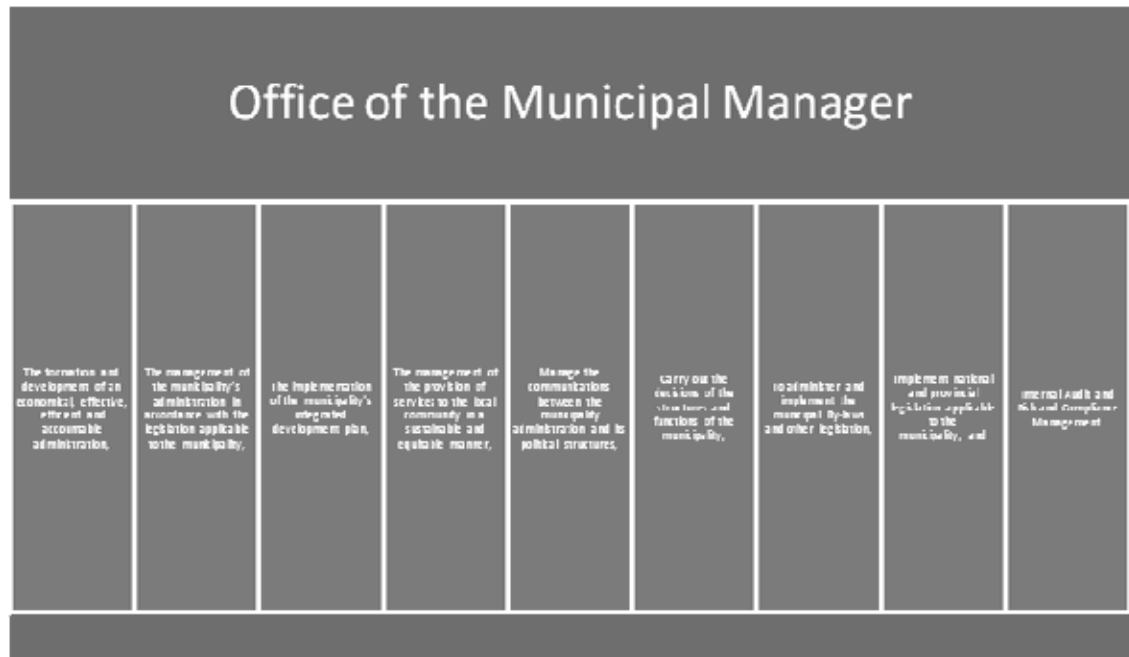 Office of the Municipal Manager
The formation and
development of an
economical, effective,
efficient and
accountable
administration,
The management of
the municipality's
administration in
accordance with the
legislation applicable
to the municipality,
The implementation
of the municipality's
integrated
development plan,
The management of
the provision of
services to the local
community in a
sustainable and
equitable manner,
Manage the
communications
between the
municipality
administration and its
political structures,
Carry out the
decisions of the
structures and
functions of the
municipality,
To administer and
implement the
municipal By-laws
and other legislation,
Implement national
and provincial
legislation applicable
to the
municipality, and
Internal Audit and
Risk and Compliance
Management